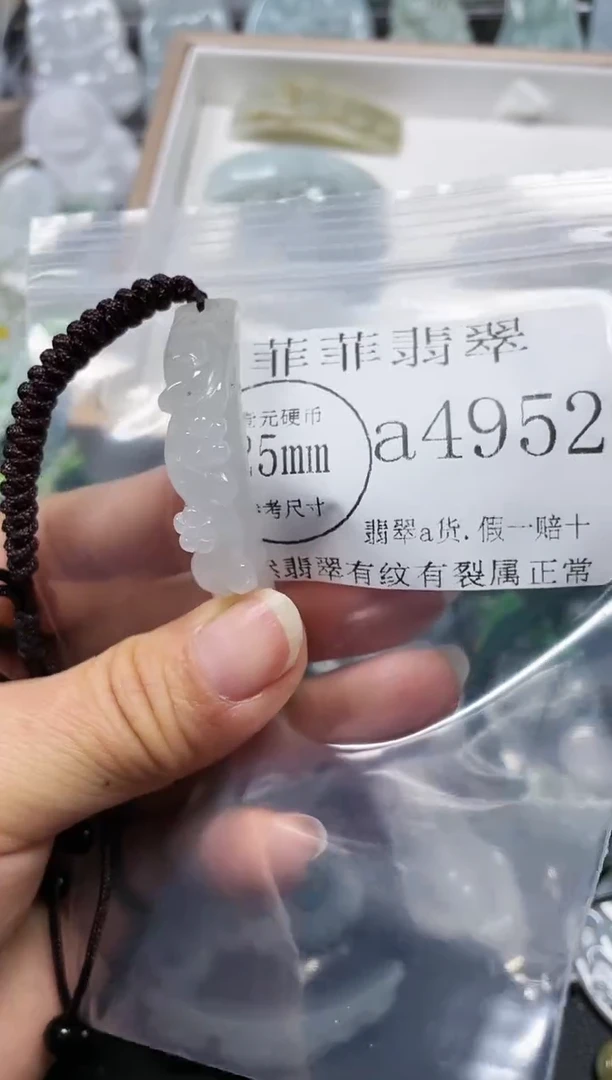 菲菲翡翠
元硬币
25mm
参考尺寸
a4952
翡翠a货.假一赔十
翡翠有纹有裂属正常